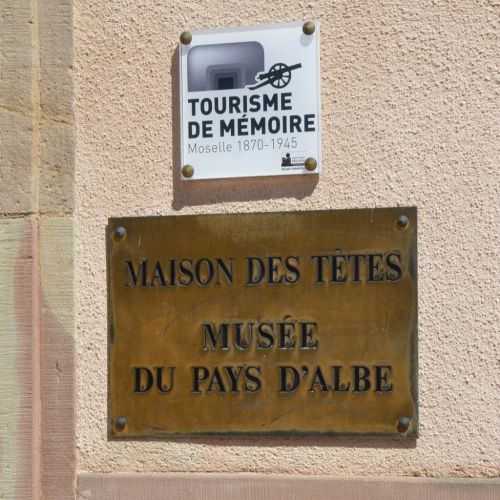 TOURISME
DE MÉMOIRE
Moselle 1870-1945
MAISON DES TÊTES
MUSÉE
DU PAYS D'ALBE